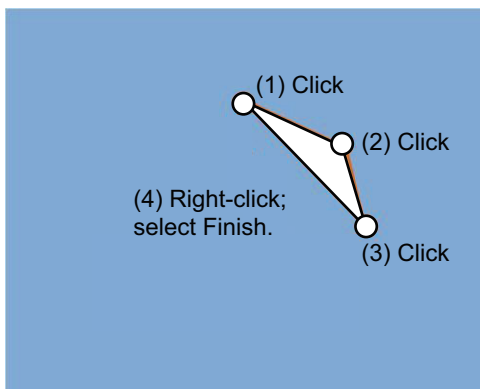 (1) Click
(2) Click
(4) Right-click;
select Finish.
(3) Click